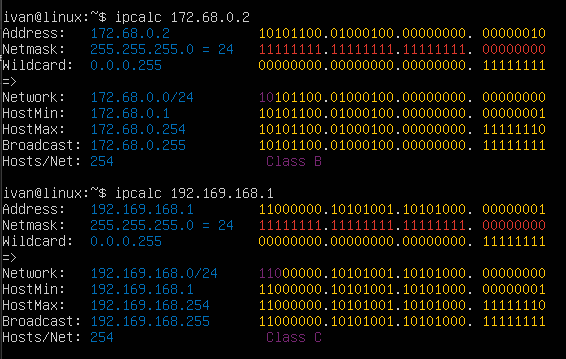 ivan@linux:~$ ipcalc 172.68.0.2
Address:   172.68.0.2           10101100.01000100.00000000. 00000010
Netmask:   255.255.255.0 = 24   11111111.11111111.11111111. 00000000
Wildcard:  0.0.0.255            00000000.00000000.00000000. 11111111
=>
Network:   172.68.0.0/24        10101100.01000100.00000000. 00000000
HostMin:   172.68.0.1           10101100.01000100.00000000. 00000001
HostMax:   172.68.0.254         10101100.01000100.00000000. 11111110
Broadcast: 172.68.0.255         10101100.01000100.00000000. 11111111
Hosts/Net: 254                   Class B
ivan@linux:~$ ipcalc 192.169.168.1
Address:   192.169.168.1        11000000.10101001.10101000. 00000001
Netmask:   255.255.255.0 = 24   11111111.11111111.11111111. 00000000
Wildcard:  0.0.0.255            00000000.00000000.00000000. 11111111
=>
Network:   192.169.168.0/24     11000000.10101001.10101000. 00000000
HostMin:   192.169.168.1        11000000.10101001.10101000. 00000001
HostMax:   192.169.168.254      11000000.10101001.10101000. 11111110
Broadcast: 192.169.168.255      11000000.10101001.10101000. 11111111
Hosts/Net: 254                   Class C